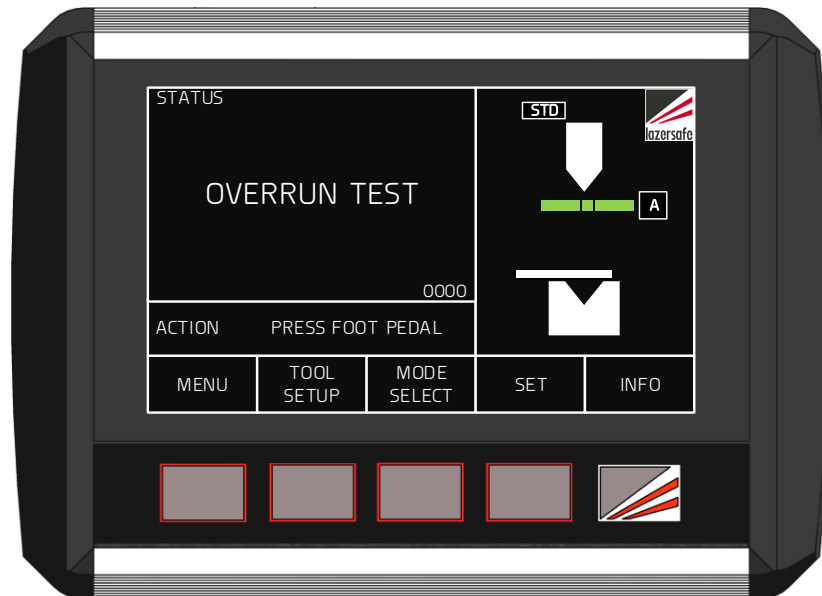 STATUS
OVERRUN TEST
0000
ACTION PRESS FOOT PEDAL
STD
lazersafe
A
MENU
TOOL
SETUP
MODE
SELECT
SET
INFO